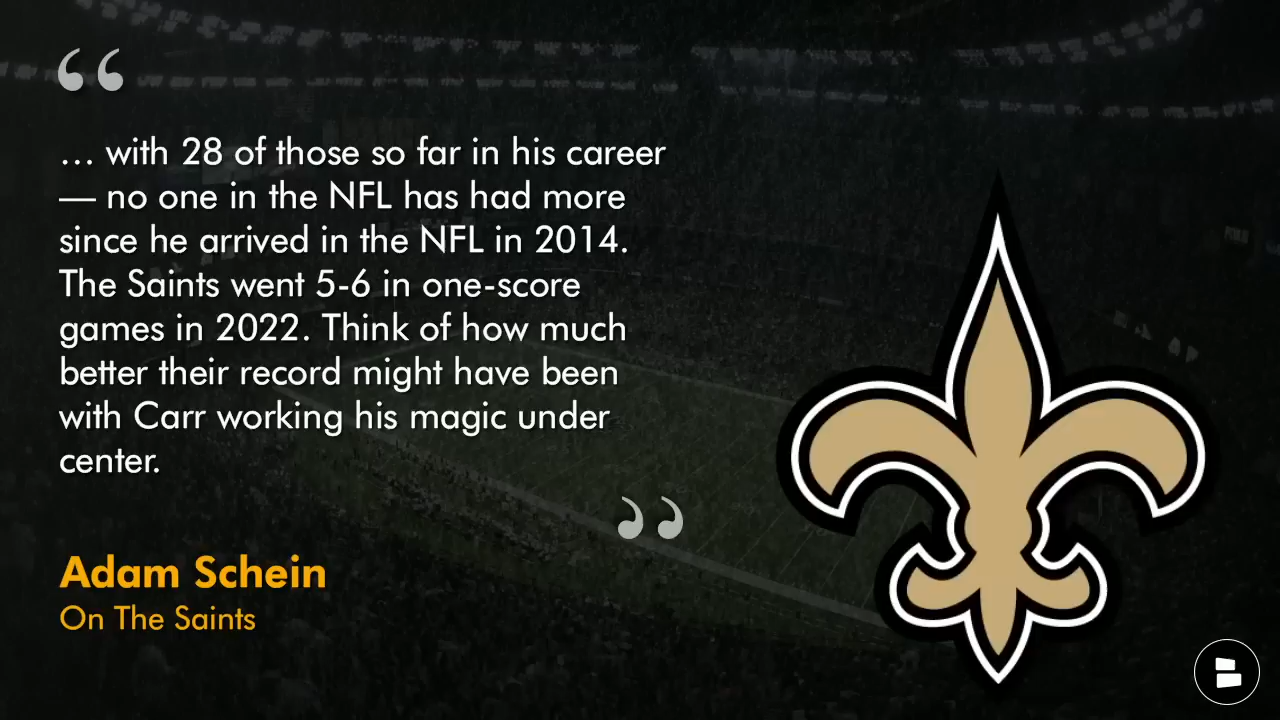 “
… with 28 of those so far in his career
— no one in the NFL has had more
since he arrived in the NFL in 2014.
The Saints went 5-6 in one-score
games in 2022. Think of how much
better their record might have been
with Carr working his magic under
center.
”
Adam Schein
On The Saints